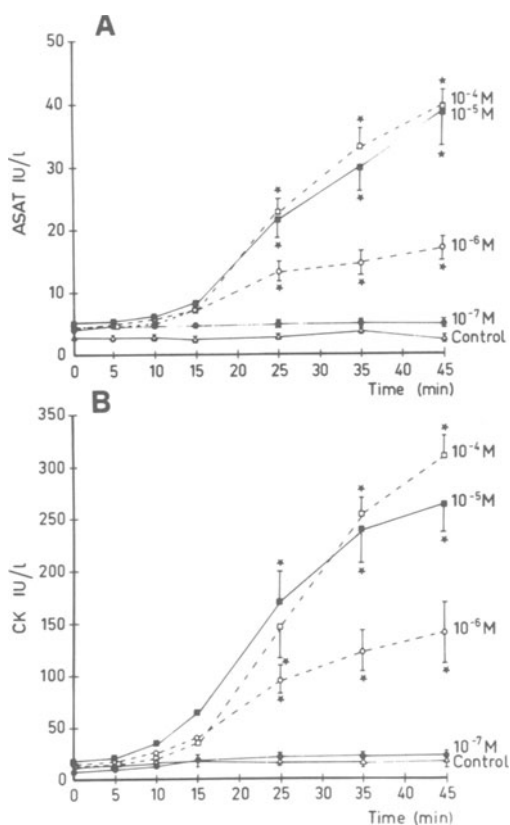 A
50
40
30
20
10
0
ASAT IU/l
10⁻⁴M
10⁻⁵M
10⁻⁶M
10⁻⁷M
Control
0 5 10 15 20 25 30 35 40 45
Time (min)
B
350
300
250
200
150
100
50
0
CK IU/l
10⁻⁴M
10⁻⁵M
10⁻⁶M
10⁻⁷M
Control
0 5 10 15 20 25 30 35 40 45
Time (min)